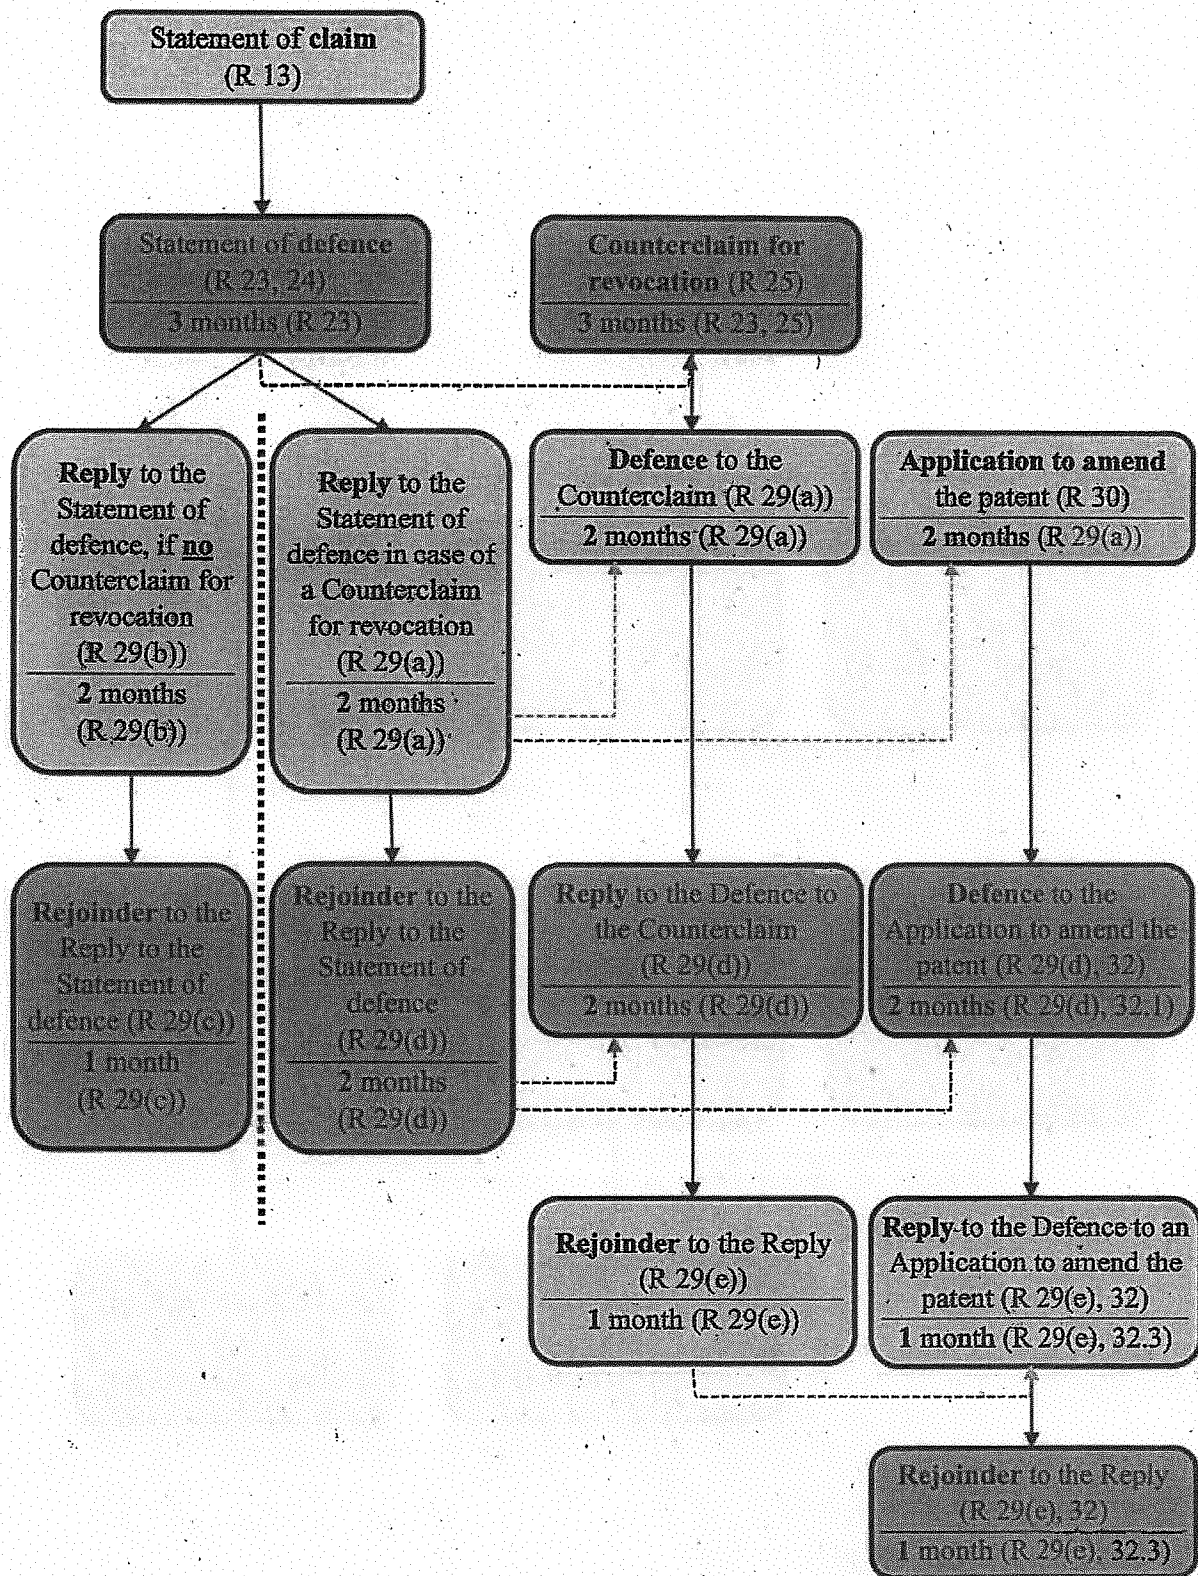 Statement of claim
(R 13)
Statement of defence
(R 23, 24)
3 months (R 23)
Counterclaim for
revocation (R 25)
3 months (R 23, 25)
Reply to the
Statement of
defence, if no
Counterclaim for
revocation
(R 29(b))
2 months
(R 29(b))
Reply to the
Statement of
defence in case of
a Counterclaim
for revocation
(R 29(a))
2 months
(R 29(a))
Defence to the
Counterclaim (R 29(a))
2 months (R 29(a))
Application to amend
the patent (R 30)
2 months (R 29(a))
Rejoinder to the
Reply to the
Statement of
defence (R 29(c))
1 month
(R 29(c))
Rejoinder to the
Reply to the
Statement of
defence
(R 29(d))
2 months
(R 29(d))
Reply to the Defence to
the Counterclaim
(R 29(d))
2 months (R 29(d))
Defence to the
Application to amend the
patent (R 29(d), 32)
2 months (R 29(d), 32.1)
Rejoinder to the Reply
(R 29(e))
1 month (R 29(e))
Reply to the Defence to an
Application to amend the
patent (R 29(e), 32)
1 month (R 29(e), 32.3)
Rejoinder to the Reply
(R 29(e), 32)
1 month (R 29(e), 32.3)